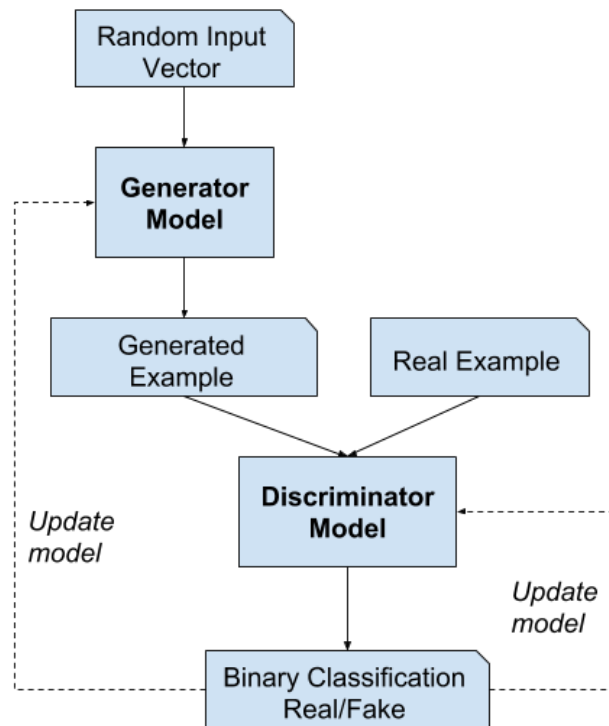 Random Input
Vector
Generator
Model
Generated
Example
Real Example
Discriminator
Model
Update
model
Update
model
Binary Classification
Real/Fake